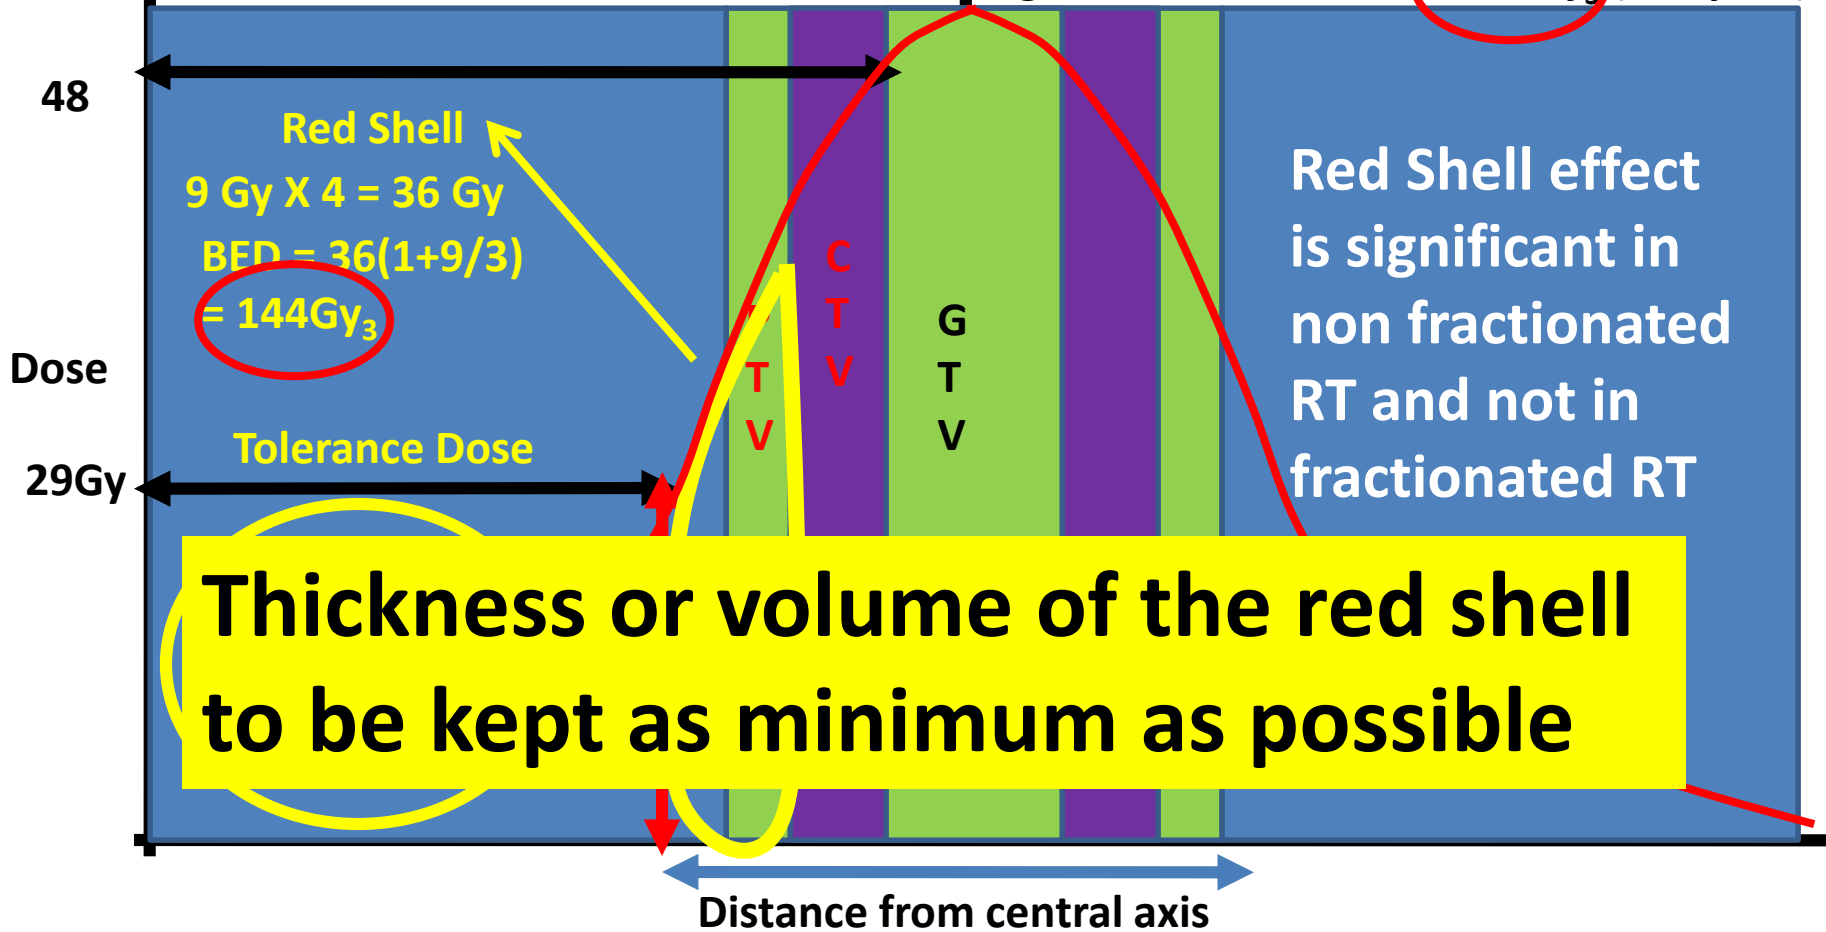 48
Red Shell
9 Gy X 4 = 36 Gy
BED = 36(1+9/3)
= 144Gy3
Dose
Tolerance Dose
29Gy
T
V
C
T
V
G
T
V
Red Shell effect
is significant in
non fractionated
RT and not in
fractionated RT
Thickness or volume of the red shell
to be kept as minimum as possible
Distance from central axis